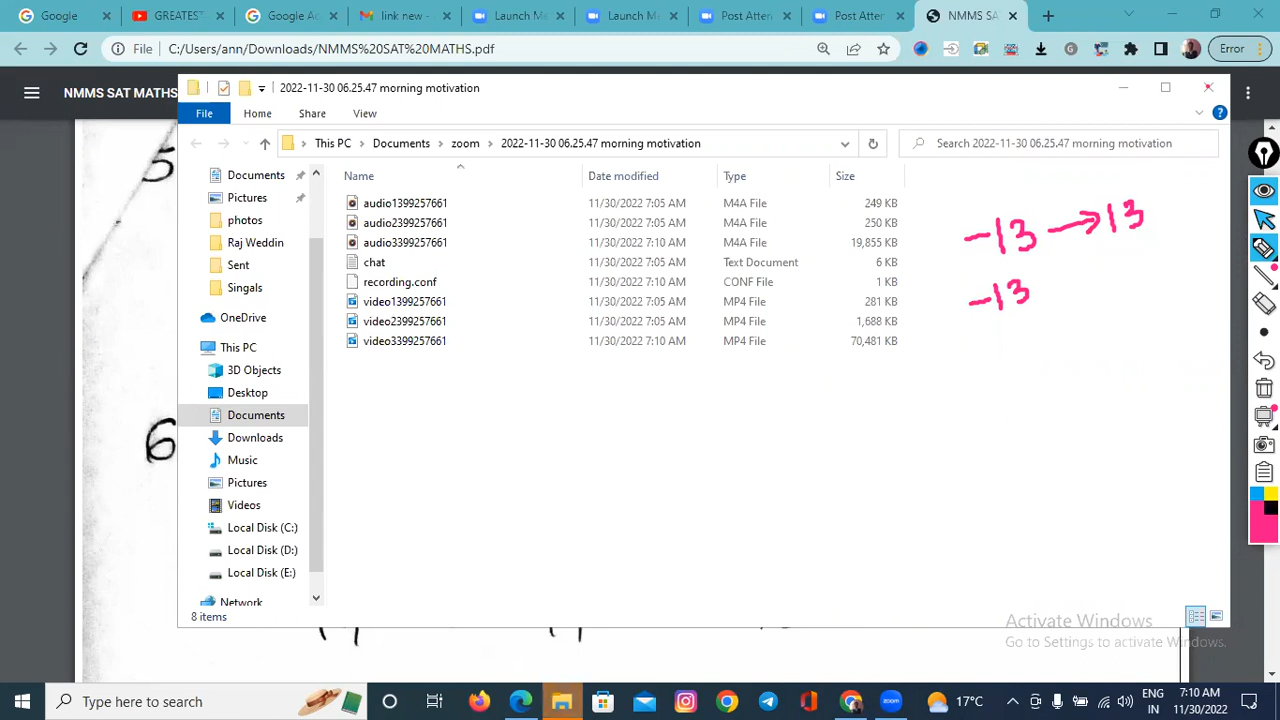 Google
GREATEST
Google A
link new -
Launch M
Launch M
Post Atten
Post Atter
NMMS SA
File
C:/Users/ann/Downloads/NMMS%20SAT%20MATHS.pdf
Error
NMMS SAT MATHS
2022-11-30 06.25.47 morning motivation
File Home Share View
This PC Documents zoom 2022-11-30 06.25.47 morning motivation
Search 2022-11-30 06.25.47 morning motivation
Name Date modified Type Size
audio1399257661 11/30/2022 7:05 AM M4A File 249 KB
audio2399257661 11/30/2022 7:05 AM M4A File 250 KB
audio3399257661 11/30/2022 7:10 AM M4A File 19,855 KB
chat 11/30/2022 7:05 AM Text Document 6 KB
recording.conf 11/30/2022 7:05 AM CONF File 1 KB
video1399257661 11/30/2022 7:05 AM MP4 File 281 KB
video2399257661 11/30/2022 7:05 AM MP4 File 1,688 KB
video3399257661 11/30/2022 7:10 AM MP4 File 70,481 KB
Documents
Pictures
photos
Raj Weddin
Sent
Singals
OneDrive
This PC
3D Objects
Desktop
Documents
Downloads
Music
Pictures
Videos
Local Disk (C:)
Local Disk (D:)
Local Disk (E:)
Network
8 items
-13 → 13
-13
5
6
Activate Windows
Go to Settings to activate Windows.
Type here to search
17°C
ENG
IN
7:10 AM
11/30/2022